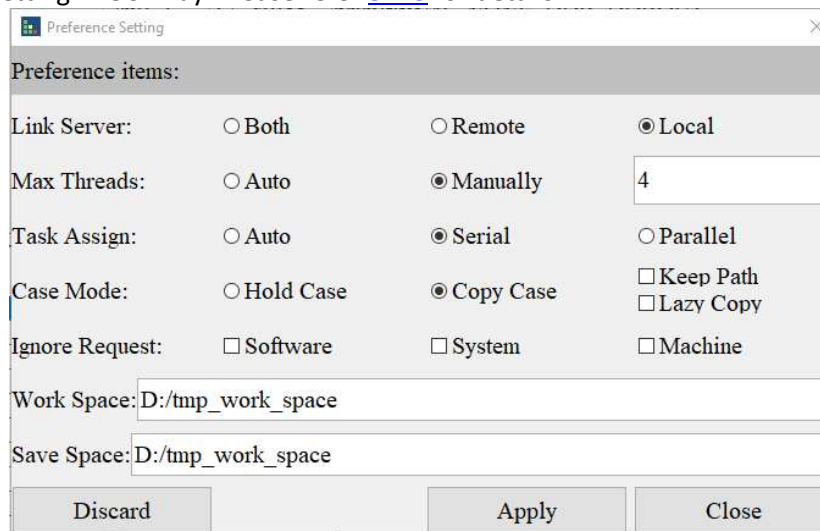 Preference Setting
Preference items:
Link Server: Both Remote Local
Max Threads: Auto Manually 4
Task Assign: Auto Serial Parallel
Case Mode: Hold Case Copy Case Keep Path
Lazy Copy
Ignore Request: Software System Machine
Work Space: D:/tmp_work_space
Save Space: D:/tmp_work_space
Discard Apply Close